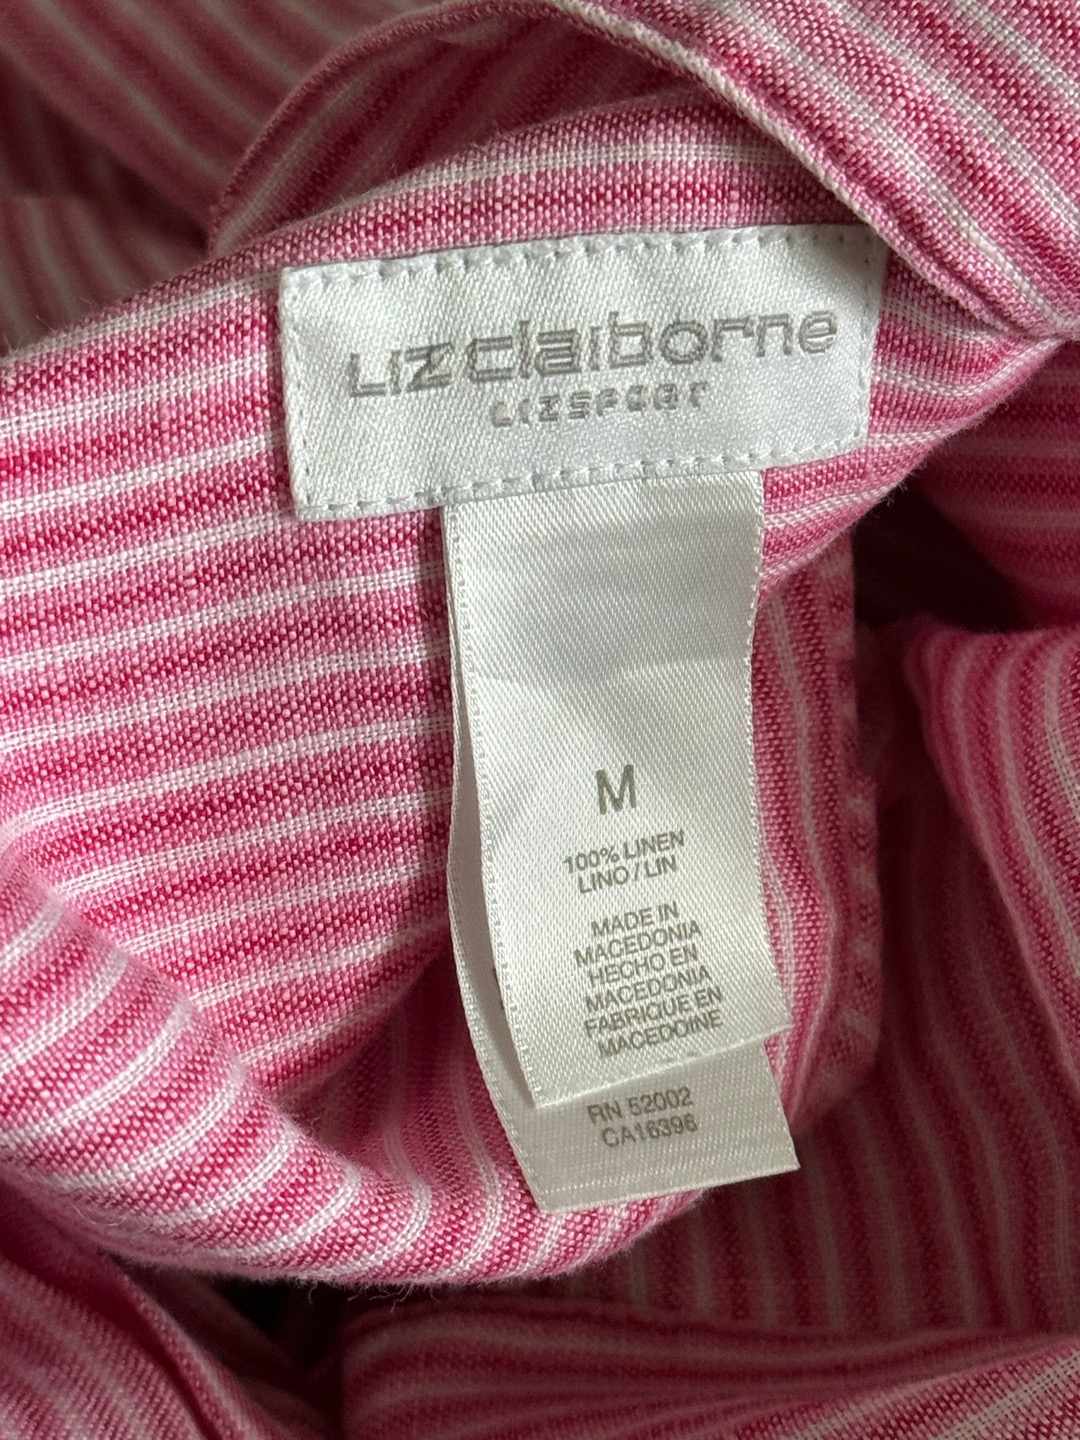 LIZ claiborne
LIZSPORT
M
100% LINEN
LINO / LIN
MADE IN
MACEDONIA
HECHO EN
MACEDONIA
FABRIQUE EN
MACEDOINE
RN 52002
CA16396